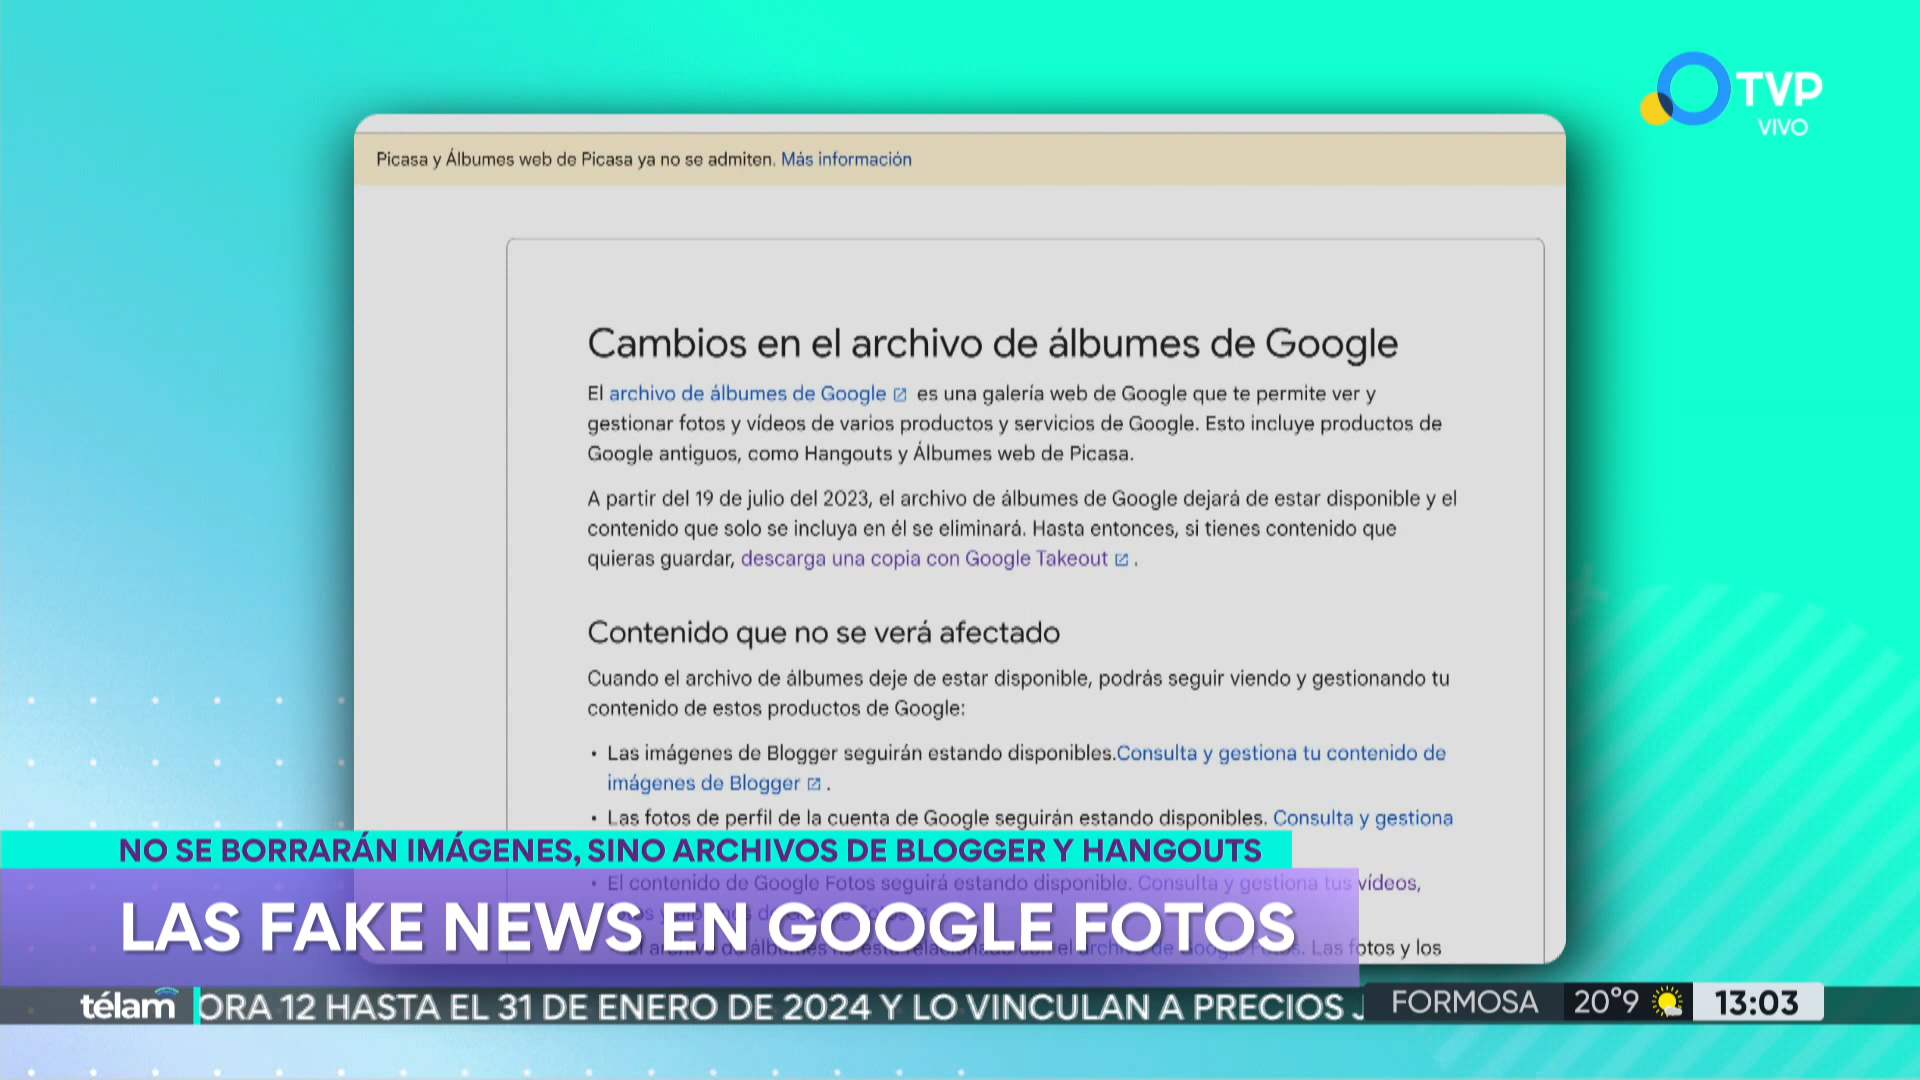 TVP
VIVO
Picasa y Álbumes web de Picasa ya no se admiten. Más información
Cambios en el archivo de álbumes de Google
El archivo de álbumes de Google es una galería web de Google que te permite ver y
gestionar fotos y vídeos de varios productos y servicios de Google. Esto incluye productos de
Google antiguos, como Hangouts y Álbumes web de Picasa.
A partir del 19 de julio del 2023, el archivo de álbumes de Google dejará de estar disponible y el
contenido que solo se incluya en él se eliminará. Hasta entonces, si tienes contenido que
quieras guardar, descarga una copia con Google Takeout .
Contenido que no se verá afectado
Cuando el archivo de álbumes deje de estar disponible, podrás seguir viendo y gestionando tu
contenido de estos productos de Google:
• Las imágenes de Blogger seguirán estando disponibles.Consulta y gestiona tu contenido de
imágenes de Blogger .
• Las fotos de perfil de la cuenta de Google seguirán estando disponibles. Consulta y gestiona
NO SE BORRARÁN IMÁGENES, SINO ARCHIVOS DE BLOGGER Y HANGOUTS
• El contenido de Google Fotos seguirá estando disponible. Consulta y gestiona tus vídeos,
LAS FAKE NEWS EN GOOGLE FOTOS
Las fotos y los
télam ORA 12 HASTA EL 31 DE ENERO DE 2024 Y LO VINCULAN A PRECIOS J
FORMOSA 20°9 13:03